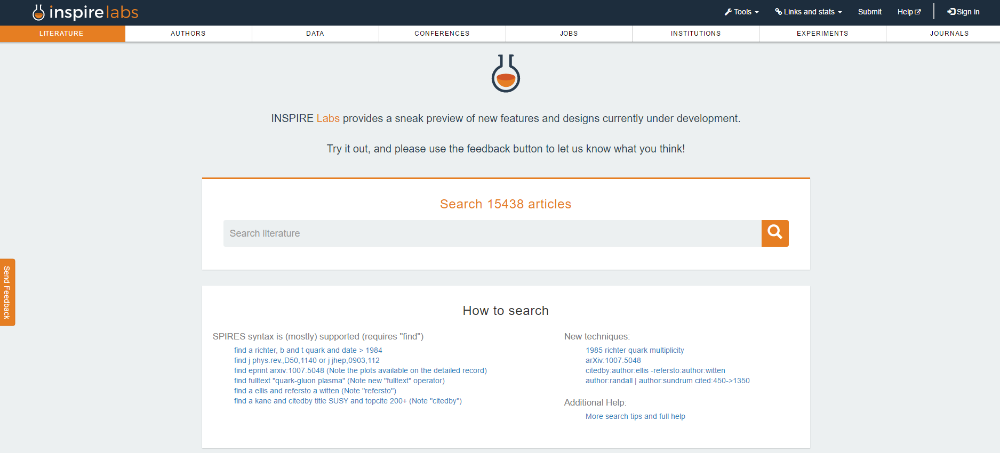 inspire labs
Tools
Links and stats
Submit
Help
Sign in
LITERATURE
AUTHORS
DATA
CONFERENCES
JOBS
INSTITUTIONS
EXPERIMENTS
JOURNALS
INSPIRE Labs provides a sneak preview of new features and designs currently under development.
Try it out, and please use the feedback button to let us know what you think!
Search 15438 articles
Search literature
Send Feedback
How to search
SPIRES syntax is (mostly) supported (requires "find")
find a richter, b and t quark and date > 1984
find j phys.rev.,D50,1140 or j jhep,0903,112
find eprint arxiv:1007.5048 (Note the plots available on the detailed record)
find fulltext "quark-gluon plasma" (Note new "fulltext" operator)
find a ellis and refersto a witten (Note "refersto")
find a kane and citedby title SUSY and topcite 200+ (Note "citedby")
New techniques:
1985 richter quark multiplicity
arXiv:1007.5048
citedby:author:ellis -refersto:author:witten
author:randall | author:sundrum cited:450->1350
Additional Help:
More search tips and full help